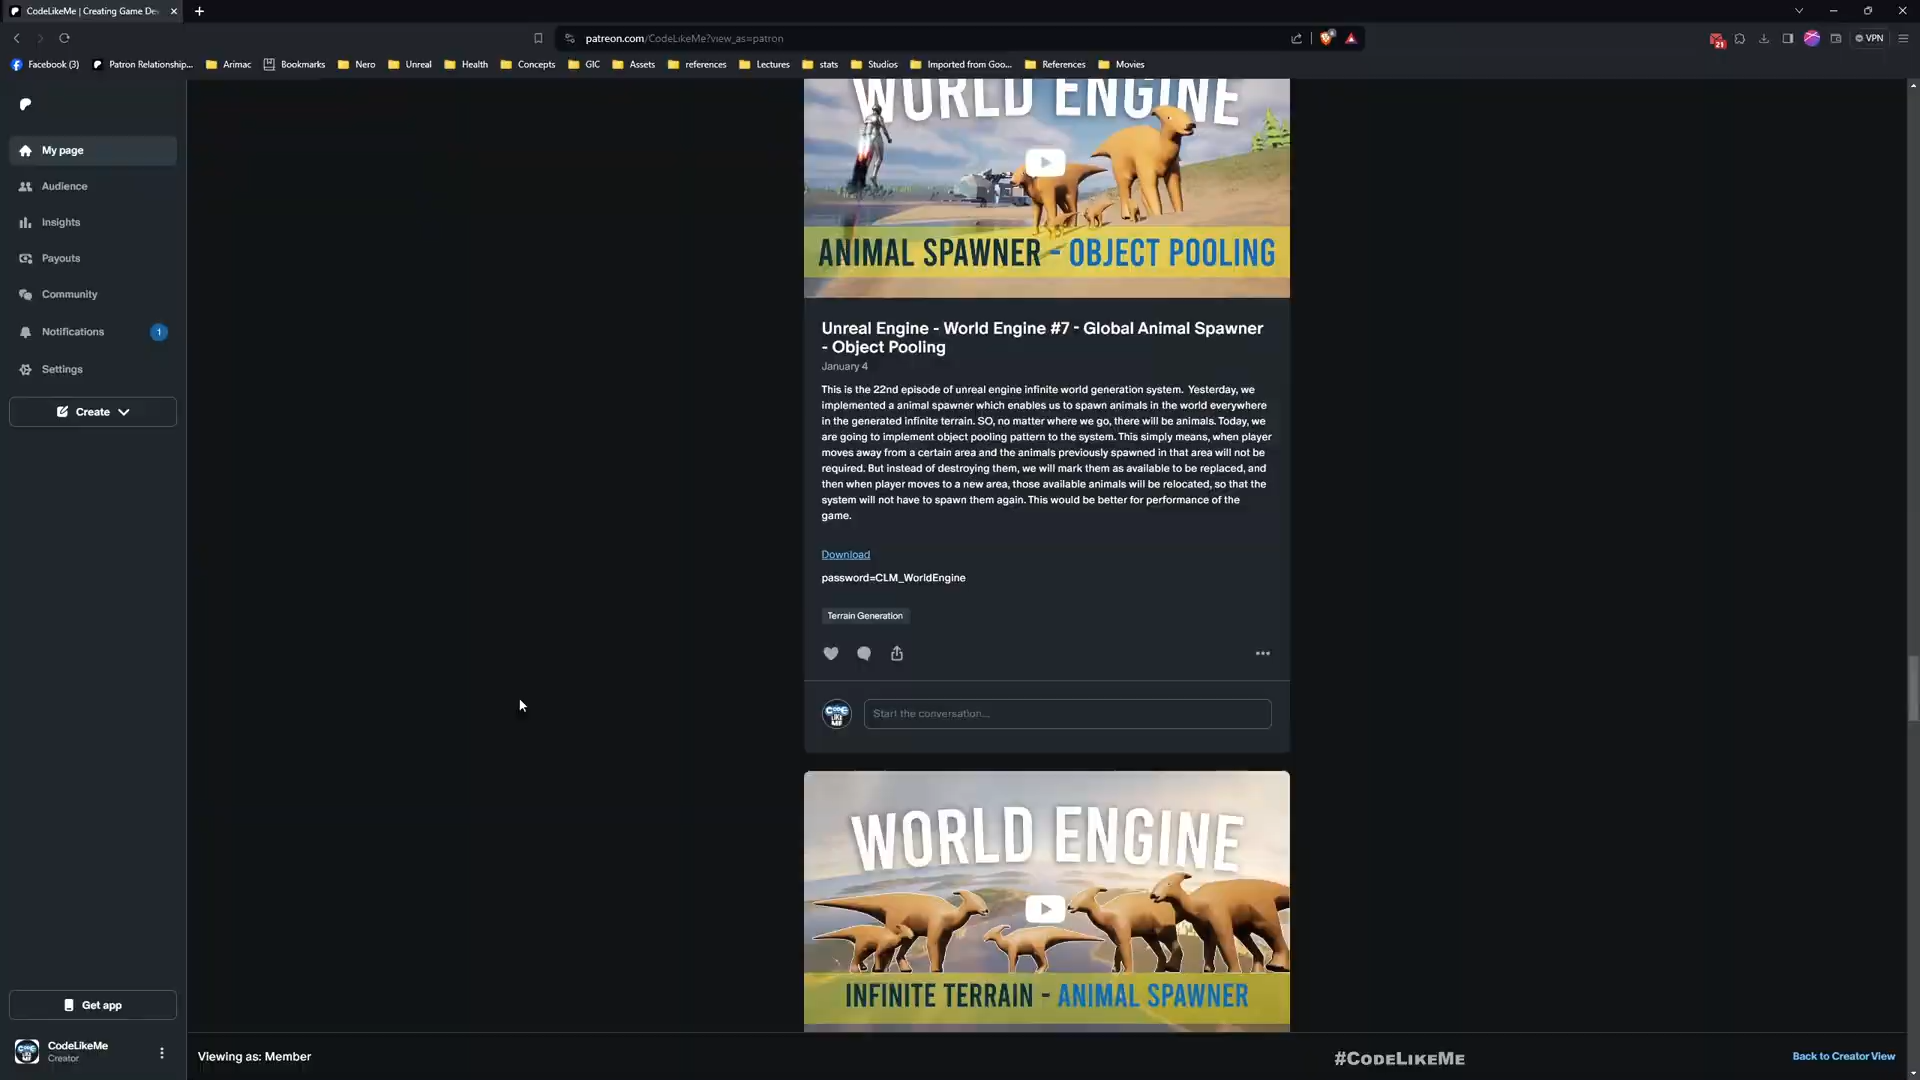 CodeLikeMe | Creating Game De
patreon.com/CodeLikeMe?view_as=patron
21
VPN
Facebook (3)
Patron Relationship...
Arimac
Bookmarks
Nero
Unreal
Health
Concepts
GIC
Assets
references
Lectures
stats
Studios
Imported from Goo...
References
Movies
My page
Audience
Insights
Payouts
Community
Notifications
1
Settings
Create
WORLD ENGINE
ANIMAL SPAWNER - OBJECT POOLING
Unreal Engine - World Engine #7 - Global Animal Spawner
- Object Pooling
January 4
This is the 22nd episode of unreal engine infinite world generation system. Yesterday, we
implemented a animal spawner which enables us to spawn animals in the world everywhere
in the generated infinite terrain. SO, no matter where we go, there will be animals. Today, we
are going to implement object pooling pattern to the system. This simply means, when player
moves away from a certain area and the animals previously spawned in that area will not be
required. But instead of destroying them, we will mark them as available to be replaced, and
then when player moves to a new area, those available animals will be relocated, so that the
system will not have to spawn them again. This would be better for performance of the
game.
Download
password=CLM_WorldEngine
Terrain Generation
CODE LIKE ME
Start the conversation...
WORLD ENGINE
INFINITE TERRAIN - ANIMAL SPAWNER
Get app
CodeLikeMe
Creator
Viewing as: Member
#CODELIKEME
Back to Creator View